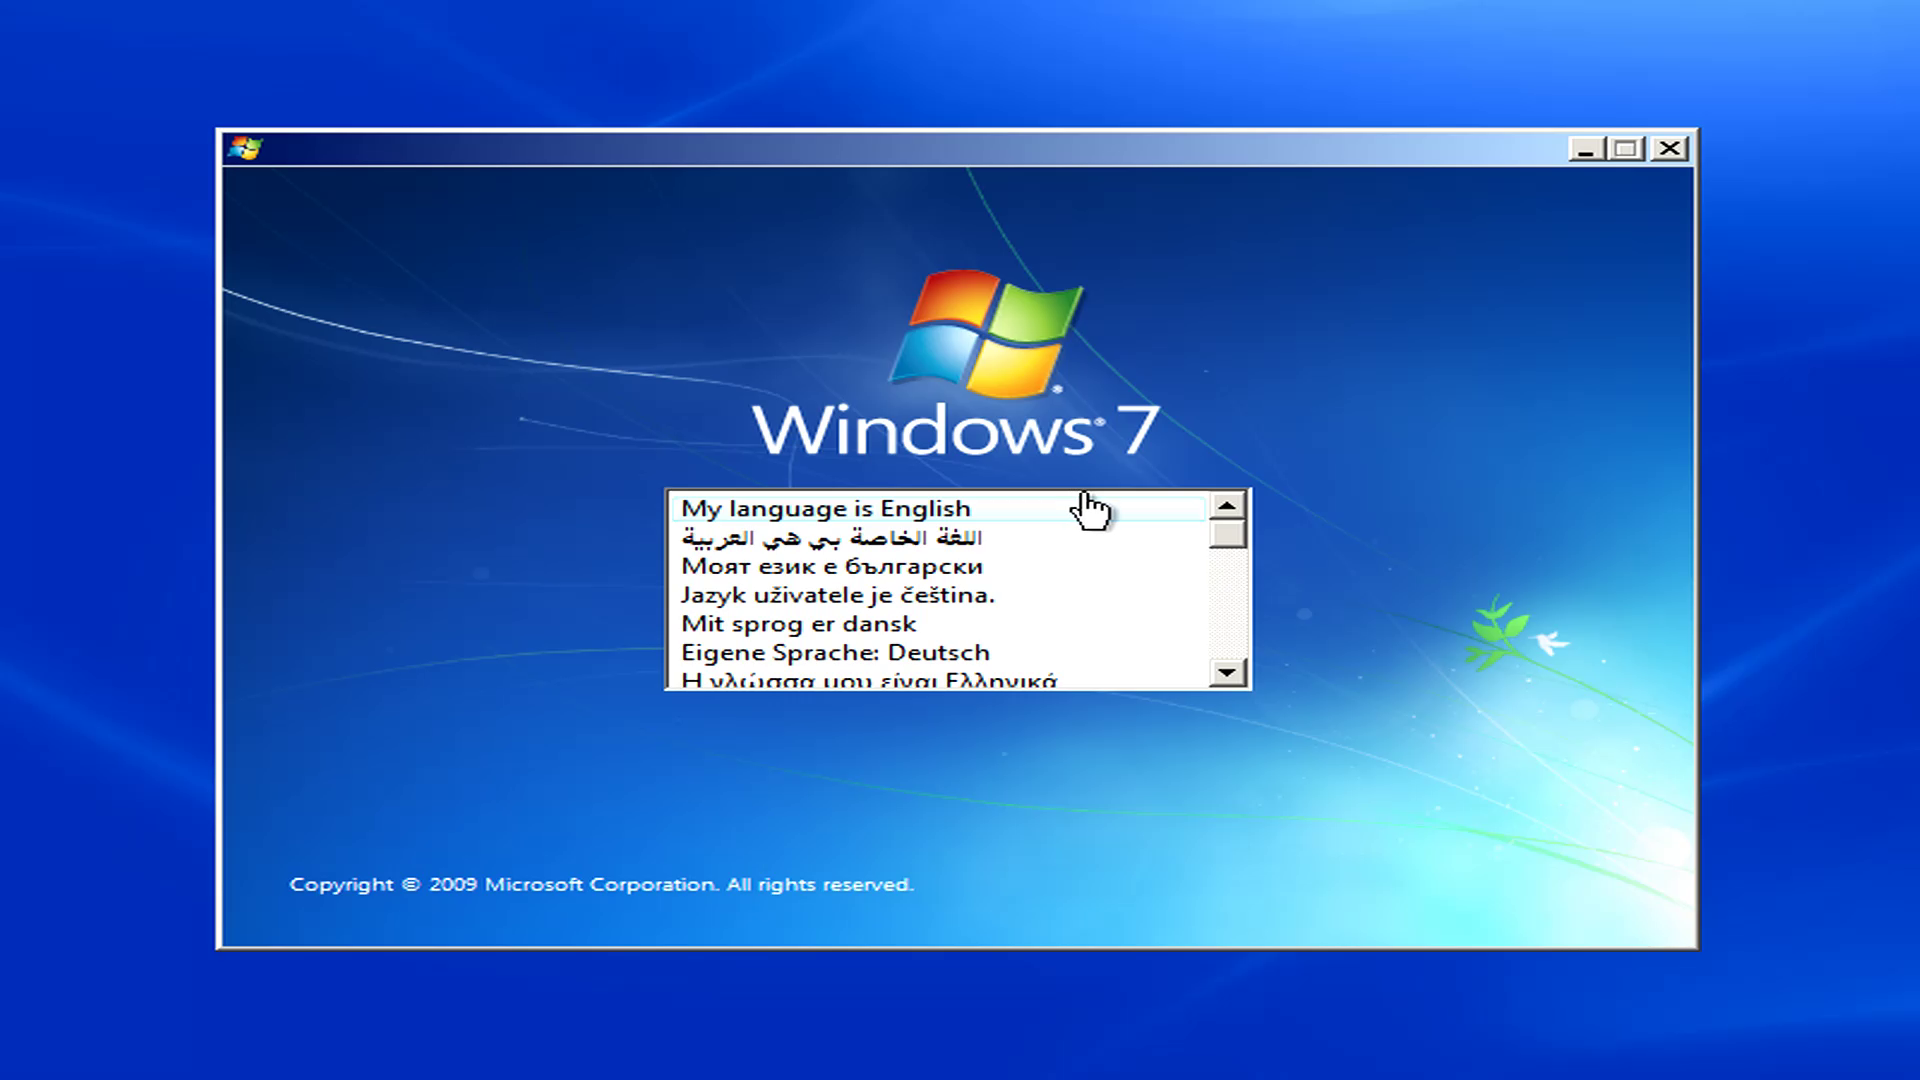 Windows® 7
My language is English
اللغة الخاصة بي هي العربية
Моят език е български
Jazyk uživatele je čeština.
Mit sprog er dansk
Eigene Sprache: Deutsch
Η γλώσσα μου είναι Ελληνικά
Copyright © 2009 Microsoft Corporation. All rights reserved.